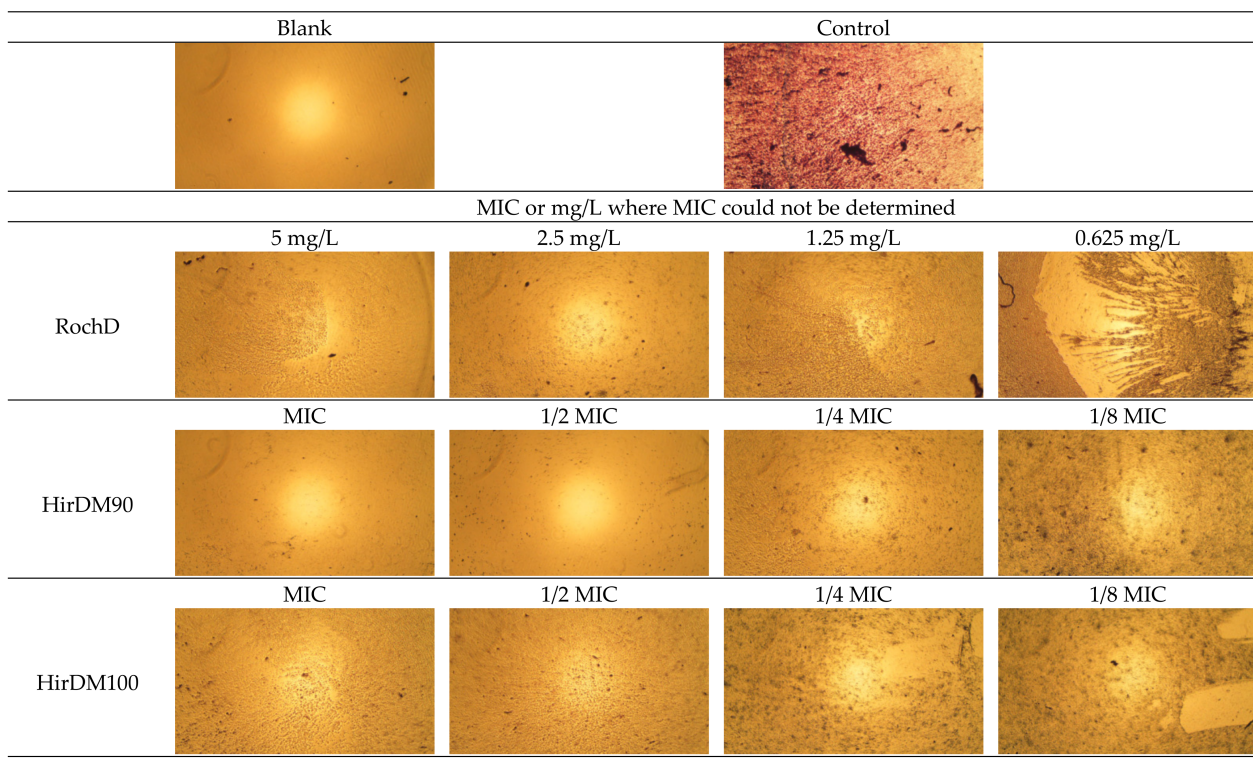 Blank Control
MIC or mg/L where MIC could not be determined
5 mg/L 2.5 mg/L 1.25 mg/L 0.625 mg/L
RochD
MIC 1/2 MIC 1/4 MIC 1/8 MIC
HirDM90
MIC 1/2 MIC 1/4 MIC 1/8 MIC
HirDM100